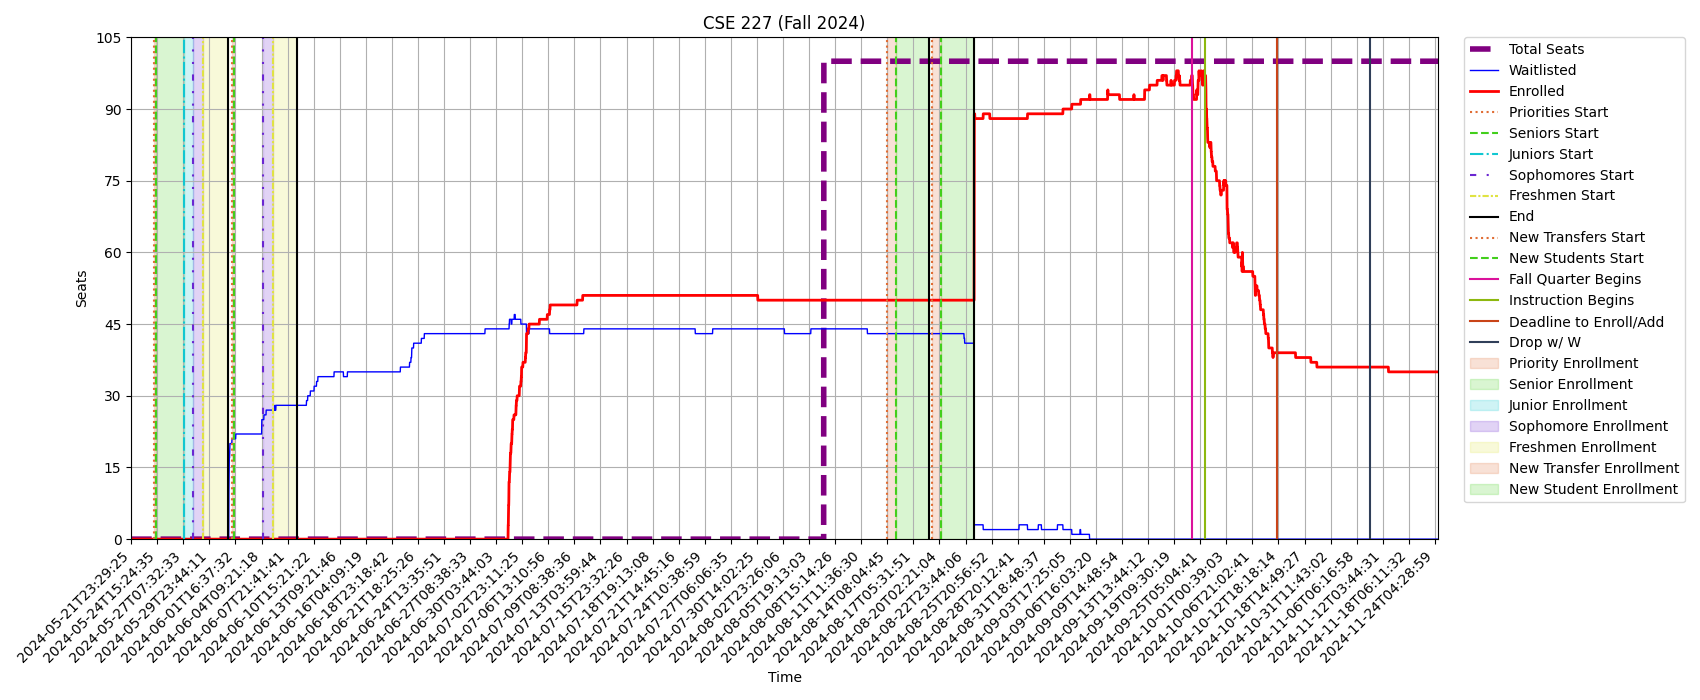 CSE 227 (Fall 2024)
Seats
105
90
75
60
45
30
15
0
2024-05-21T23:29:25
2024-05-24T15:24:35
2024-05-27T07:32:33
2024-05-29T23:44:11
2024-06-01T16:37:32
2024-06-04T09:21:18
2024-06-07T21:41:41
2024-06-10T15:21:22
2024-06-13T09:21:46
2024-06-16T04:09:19
2024-06-18T23:18:42
2024-06-21T18:25:26
2024-06-24T13:35:51
2024-06-27T08:38:33
2024-06-30T03:44:03
2024-07-02T23:11:25
2024-07-06T13:10:56
2024-07-09T08:38:36
2024-07-13T03:59:44
2024-07-15T23:32:26
2024-07-18T19:13:08
2024-07-21T14:45:16
2024-07-24T10:38:59
2024-07-27T06:06:35
2024-07-30T14:02:25
2024-08-02T23:26:06
2024-08-05T19:13:03
2024-08-08T15:14:26
2024-08-11T11:36:30
2024-08-14T08:04:45
2024-08-17T05:31:51
2024-08-20T02:21:04
2024-08-22T23:44:06
2024-08-25T20:56:52
2024-08-28T20:12:41
2024-08-31T18:48:37
2024-09-03T17:25:05
2024-09-06T16:03:20
2024-09-09T14:48:54
2024-09-13T13:44:12
2024-09-19T09:30:19
2024-09-25T05:04:41
2024-10-01T00:39:03
2024-10-06T21:02:41
2024-10-12T18:18:14
2024-10-18T14:49:27
2024-10-31T11:43:02
2024-11-06T16:16:58
2024-11-12T03:44:31
2024-11-18T06:11:32
2024-11-24T04:28:59
Time
Total Seats
Waitlisted
Enrolled
Priorities Start
Seniors Start
Juniors Start
Sophomores Start
Freshmen Start
End
New Transfers Start
New Students Start
Fall Quarter Begins
Instruction Begins
Deadline to Enroll/Add
Drop w/ W
Priority Enrollment
Senior Enrollment
Junior Enrollment
Sophomore Enrollment
Freshmen Enrollment
New Transfer Enrollment
New Student Enrollment